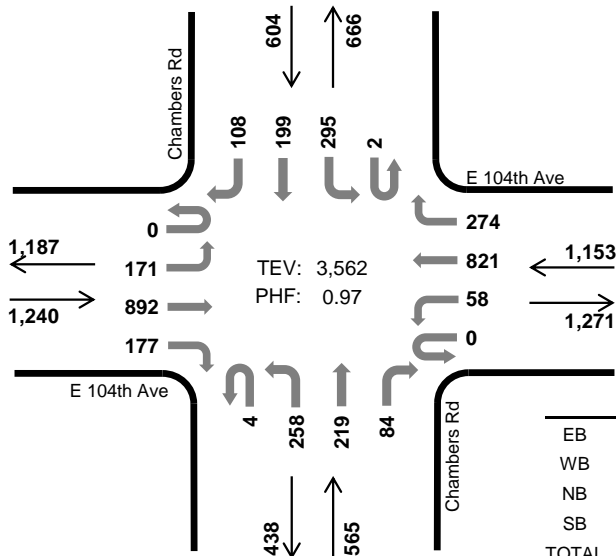 604
666
Chambers Rd
108
199
295
2
E 104th Ave
0
274
1,187
171
TEV: 3,562
821
1,153
1,240
892
PHF: 0.97
58
1,271
177
0
E 104th Ave
4
258
219
84
Chambers Rd
438
565
EB
WB
NB
SB
TOTAL